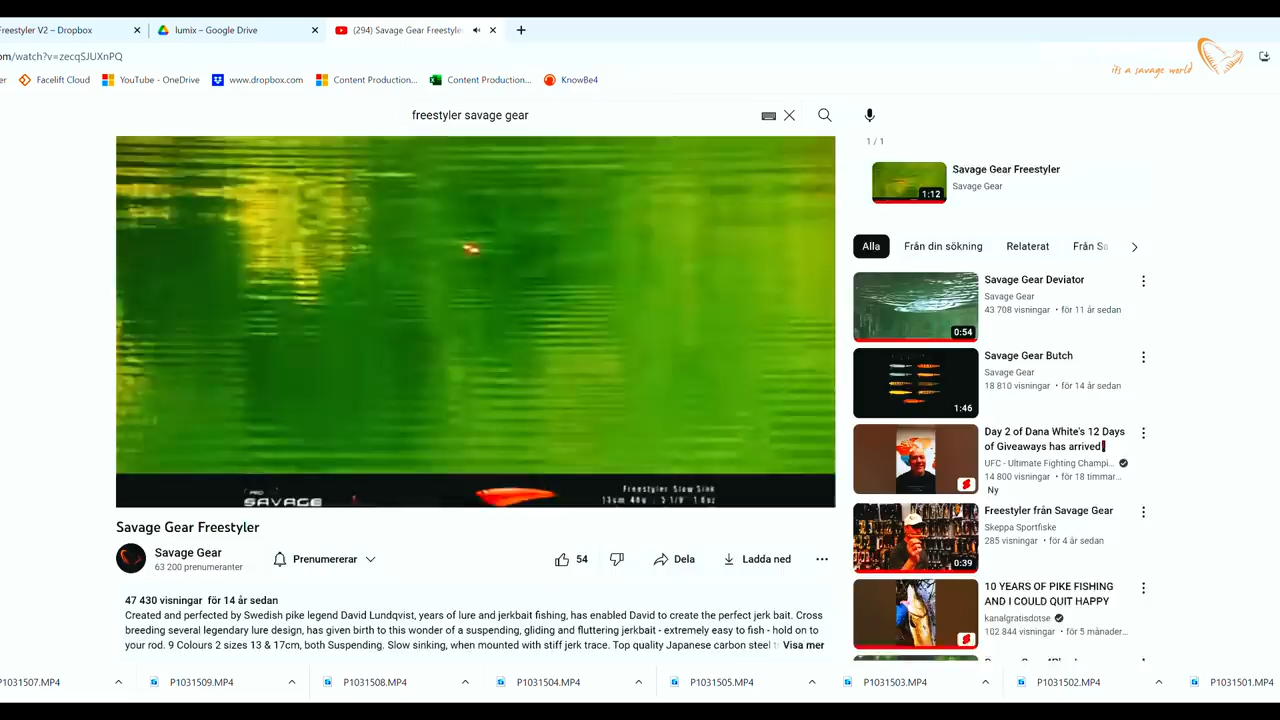 Freestyler V2 – Dropbox
lumix – Google Drive
(294) Savage Gear Freestyle
om/watch?v=zecqSJUXnPQ
its a savage world
er
Facelift Cloud
YouTube - OneDrive
www.dropbox.com
Content Production...
Content Production...
KnowBe4
freestyler savage gear
1 / 1
Savage Gear Freestyler
Savage Gear
1:12
Alla
Från din sökning
Relaterat
Från Sa
Savage Gear Deviator
Savage Gear
43 708 visningar • för 11 år sedan
0:54
Savage Gear Butch
Savage Gear
18 810 visningar • för 14 år sedan
1:46
Day 2 of Dana White's 12 Days
of Giveaways has arrived
UFC - Ultimate Fighting Champi...
14 800 visningar • för 18 timmar...
Ny
Freestyler från Savage Gear
Skeppa Sportfiske
285 visningar • för 4 år sedan
0:39
10 YEARS OF PIKE FISHING
AND I COULD QUIT HAPPY
kanalgratisdotse
102 844 visningar • för 5 månader...
PRO
SAVAGE
Freestyler Slow Sink
Savage Gear Freestyler
Savage Gear
63 200 prenumeranter
Prenumererar
54
Dela
Ladda ned
47 430 visningar för 14 år sedan
Created and perfected by Swedish pike legend David Lundqvist, years of lure and jerkbait fishing, has enabled David to create the perfect jerk bait. Cross
breeding several legendary lure design, has given birth to this wonder of a suspending, gliding and fluttering jerkbait - extremely easy to fish - hold on to
your rod. 9 Colours 2 sizes 13 & 17cm, both Suspending. Slow sinking, when mounted with stiff jerk trace. Top quality Japanese carbon steel t Visa mer
P1031507.MP4
P1031509.MP4
P1031508.MP4
P1031504.MP4
P1031505.MP4
P1031503.MP4
P1031502.MP4
P1031501.MP4